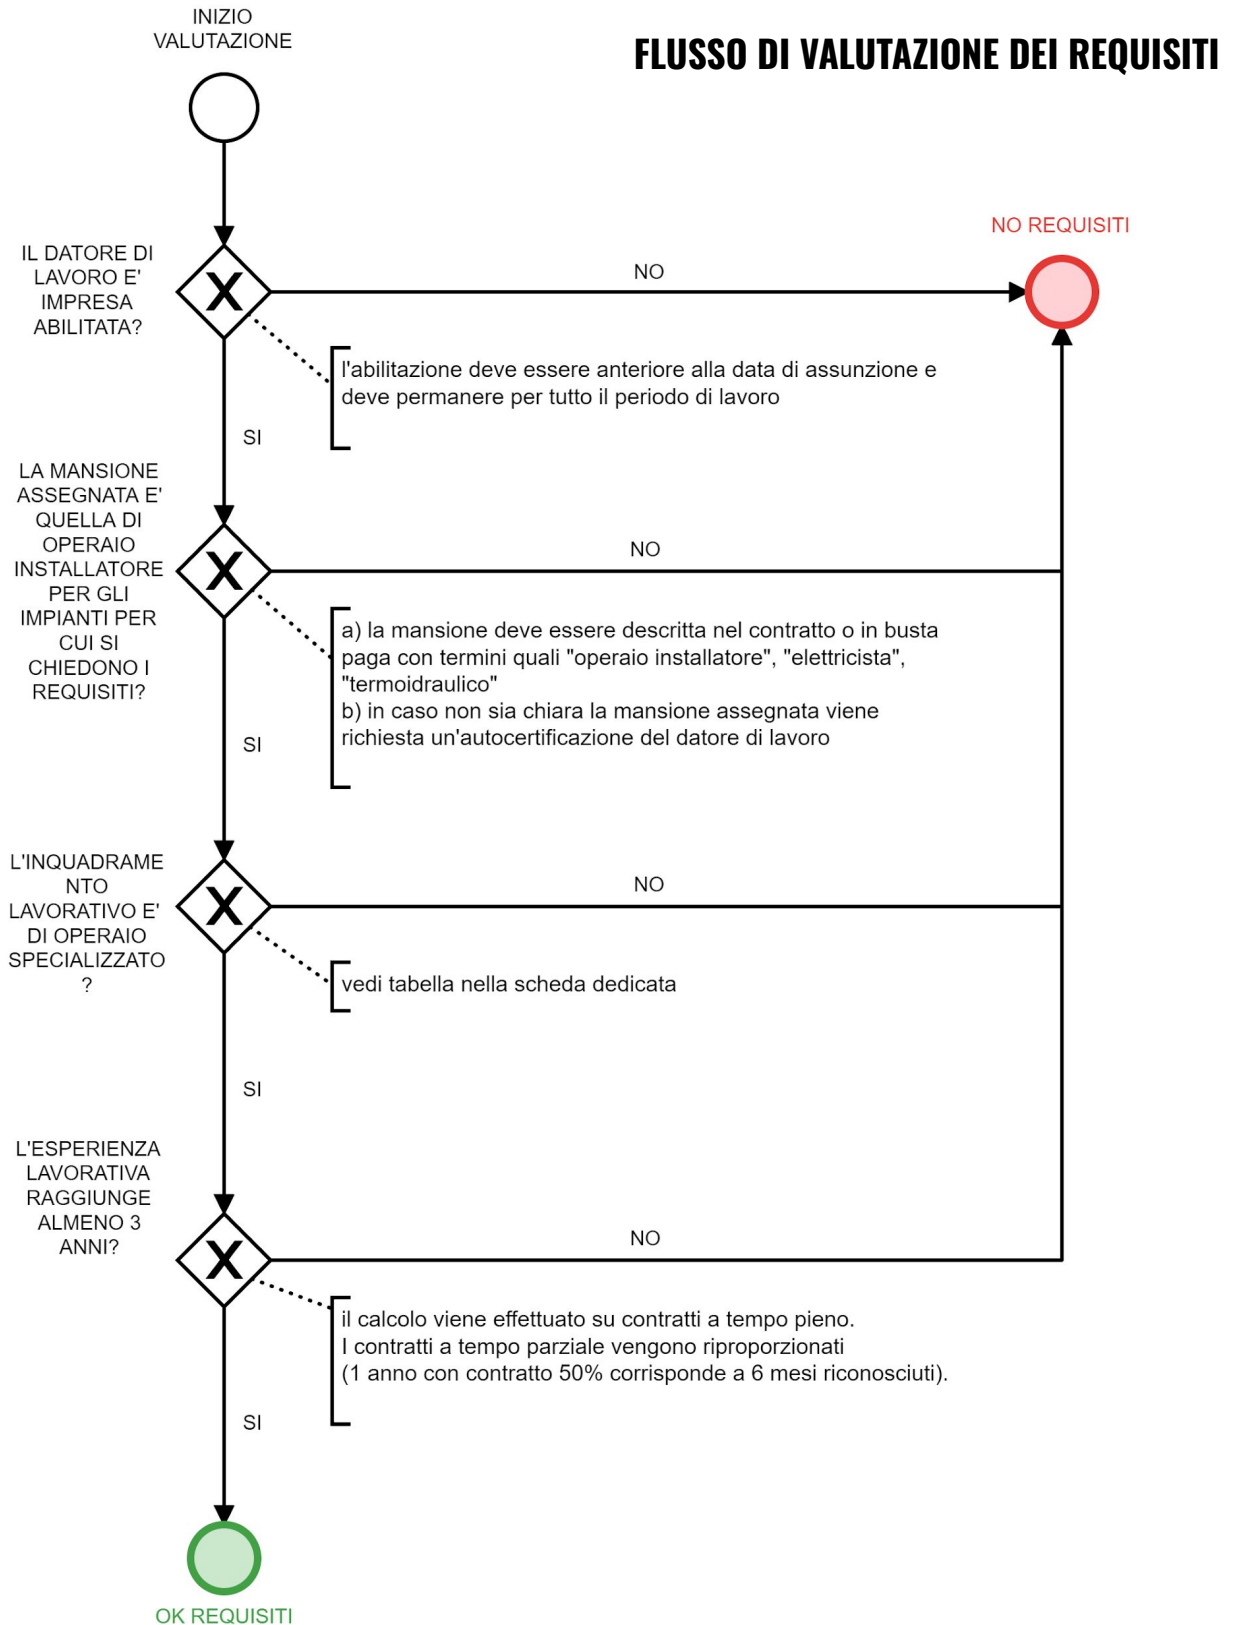 INIZIO
VALUTAZIONE
FLUSSO DI VALUTAZIONE DEI REQUISITI
NO REQUISITI
IL DATORE DI
LAVORO E'
IMPRESA
ABILITATA?
X
NO
l'abilitazione deve essere anteriore alla data di assunzione e
deve permanere per tutto il periodo di lavoro
SI
LA MANSIONE
ASSEGNATA E'
QUELLA DI
OPERAIO
INSTALLATORE
PER GLI
IMPIANTI PER
CUI SI
CHIEDONO I
REQUISITI?
X
NO
a) la mansione deve essere descritta nel contratto o in busta
paga con termini quali "operaio installatore", "elettricista",
"termoidraulico"
b) in caso non sia chiara la mansione assegnata viene
richiesta un'autocertificazione del datore di lavoro
SI
L'INQUADRAME
NTO
LAVORATIVO E'
DI OPERAIO
SPECIALIZZATO
?
X
NO
vedi tabella nella scheda dedicata
SI
L'ESPERIENZA
LAVORATIVA
RAGGIUNGE
ALMENO 3
ANNI?
X
NO
il calcolo viene effettuato su contratti a tempo pieno.
I contratti a tempo parziale vengono riproporzionati
(1 anno con contratto 50% corrisponde a 6 mesi riconosciuti).
SI
OK REQUISITI